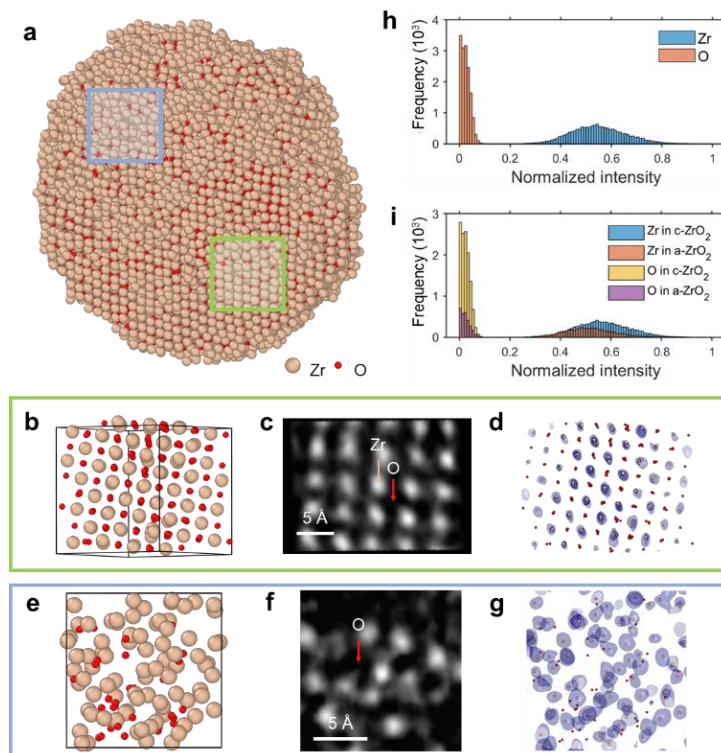 a
Zr O
h
Frequency (10³)
4
3
2
1
0
Zr
O
0 0.2 0.4 0.6 0.8 1
Normalized intensity
i
Frequency (10³)
3
2
1
0
Zr in c-ZrO₂
Zr in a-ZrO₂
O in c-ZrO₂
O in a-ZrO₂
0 0.2 0.4 0.6 0.8 1
Normalized intensity
b
c
Zr
O
5 Å
d
e
f
O
5 Å
g